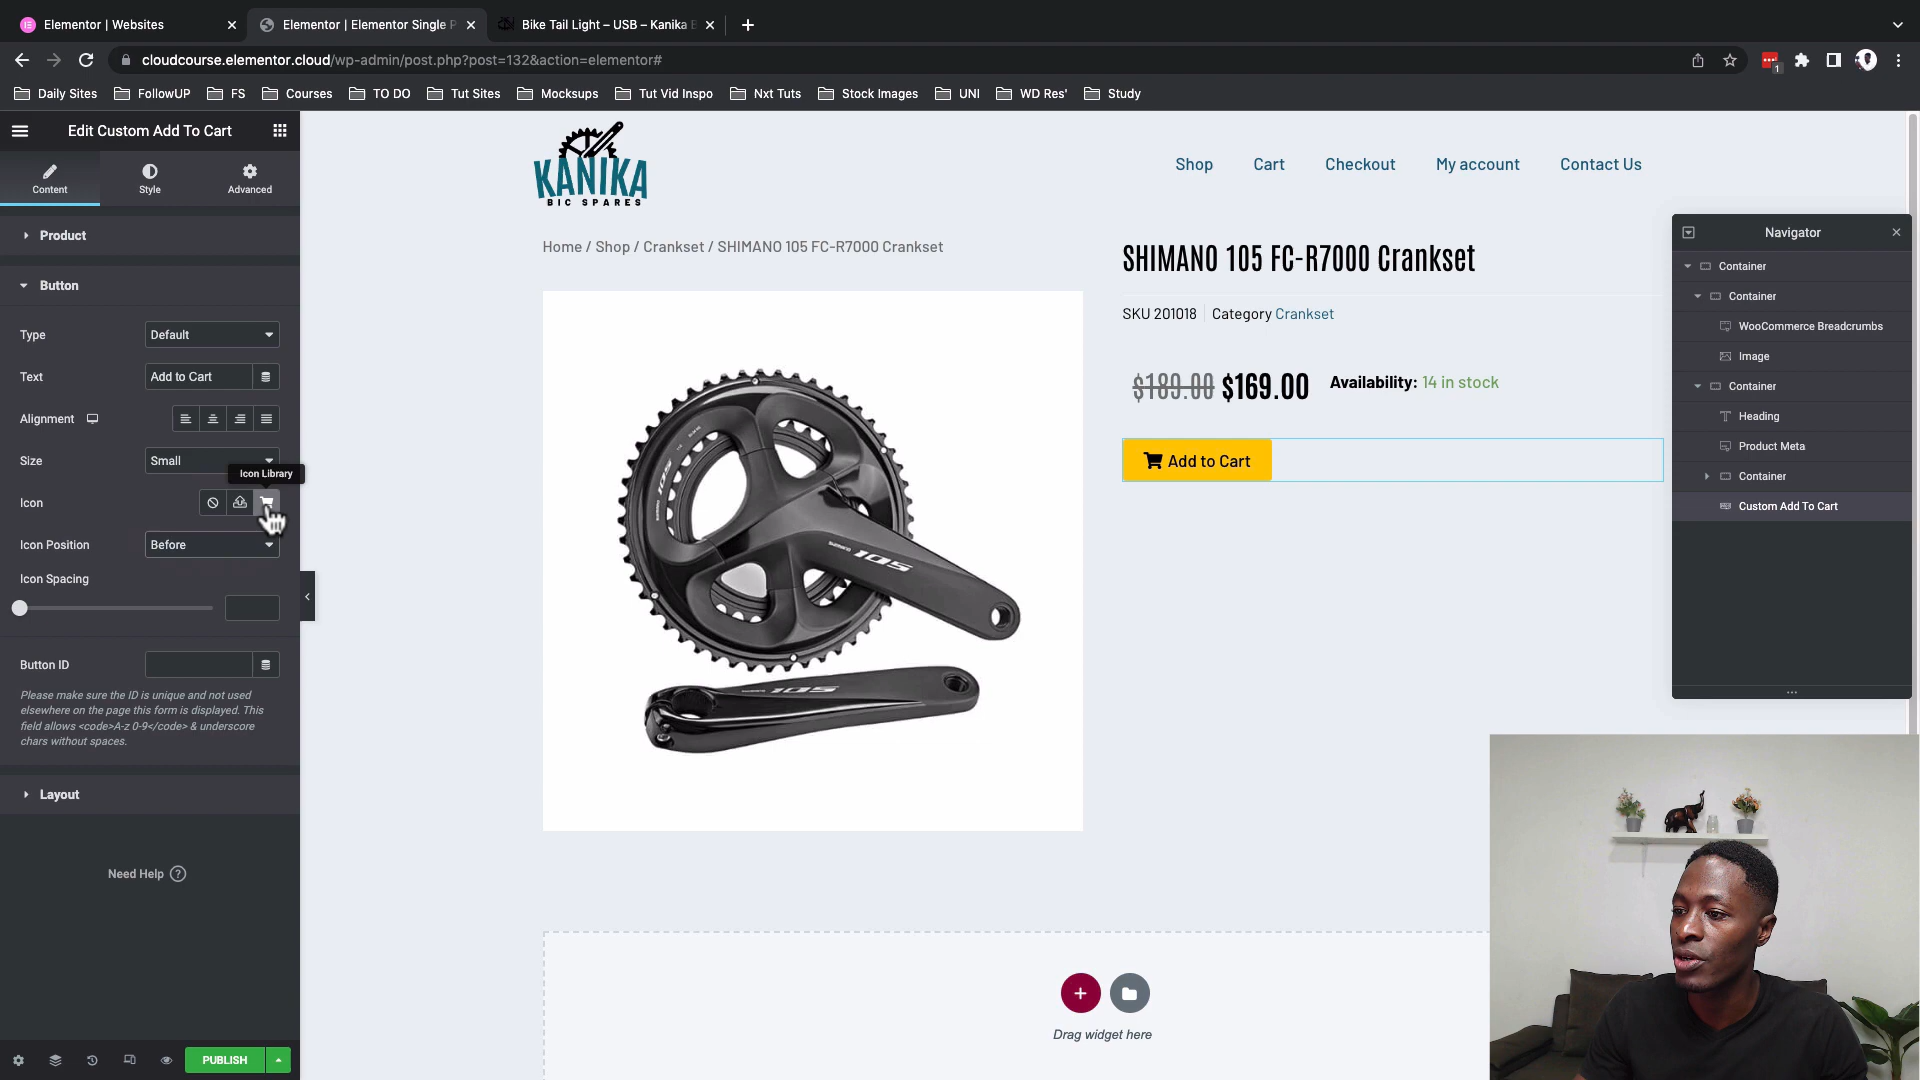 Elementor | Websites
Elementor | Elementor Single P
Bike Tail Light – USB – Kanika B
cloudcourse.elementor.cloud/wp-admin/post.php?post=132&action=elementor#
1
Daily Sites
FollowUP
FS
Courses
TO DO
Tut Sites
Mocksups
Tut Vid Inspo
Nxt Tuts
Stock Images
UNI
WD Res'
Study
Edit Custom Add To Cart
Content
Style
Advanced
Product
Button
Type
Default
Text
Add to Cart
Alignment
Size
Small
Icon Library
Icon
Icon Position
Before
Icon Spacing
Button ID
Please make sure the ID is unique and not used
elsewhere on the page this form is displayed. This
field allows <code>A-z 0-9</code> & underscore
chars without spaces.
Layout
Need Help ?
PUBLISH
KANIKA
BIC SPARES
Shop
Cart
Checkout
My account
Contact Us
Home / Shop / Crankset / SHIMANO 105 FC-R7000 Crankset
105
105
105
SHIMANO 105 FC-R7000 Crankset
SKU 201018
Category Crankset
$189.00 $169.00
Availability: 14 in stock
Add to Cart
Drag widget here
Navigator
Container
Container
WooCommerce Breadcrumbs
Image
Container
Heading
Product Meta
Container
Custom Add To Cart